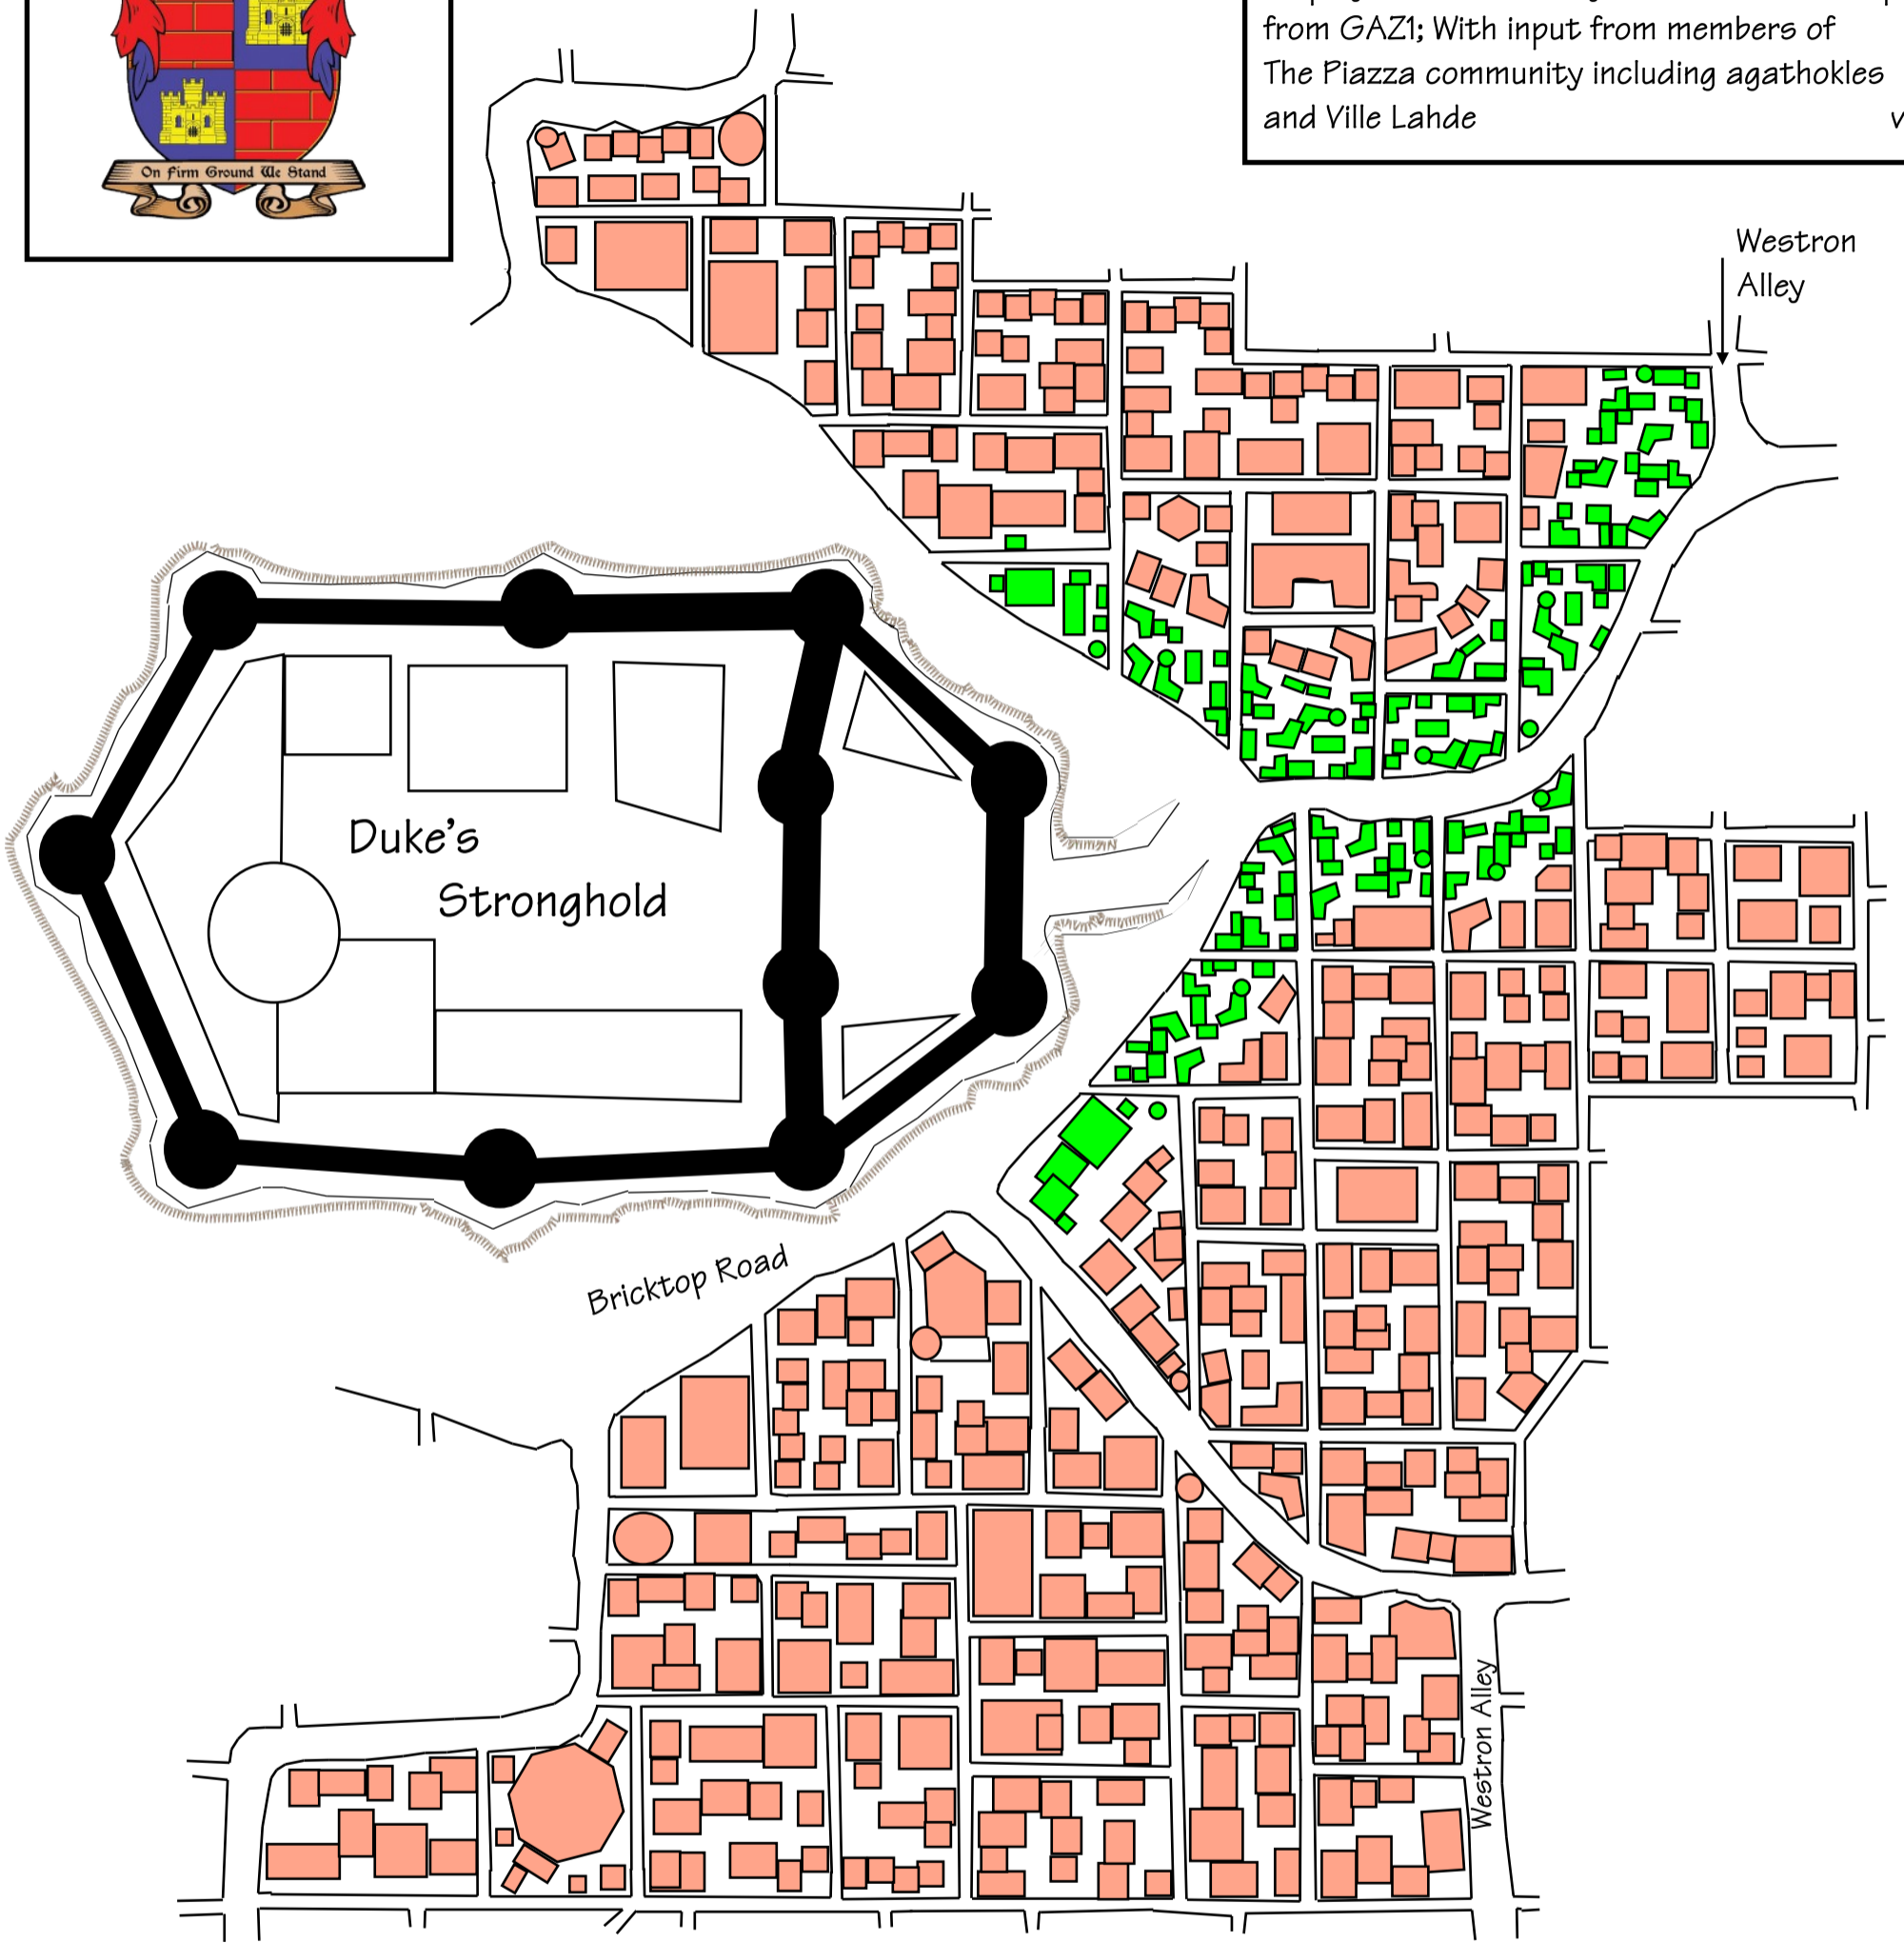 from GAZ1; With input from members of
The Piazza community including agathokles
and Ville Lahde
On Firm Ground We Stand
Westron
Alley
Duke's
Stronghold
Bricktop Road
Westron Alley